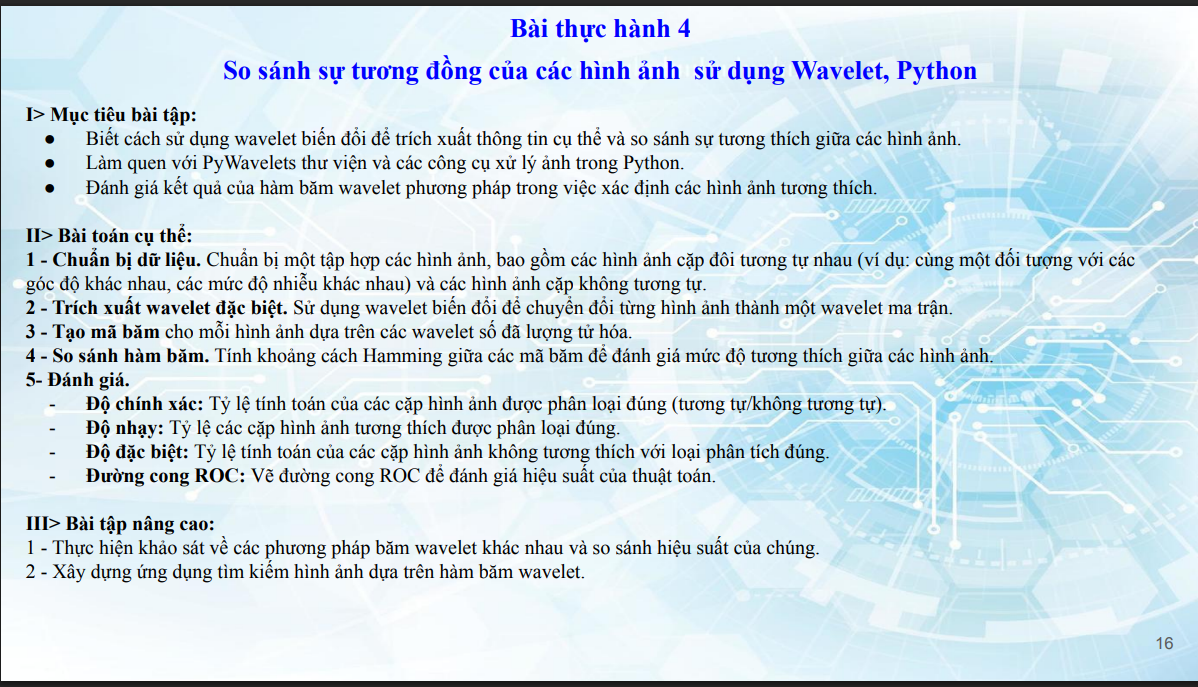 Bài thực hành 4
So sánh sự tương đồng của các hình ảnh sử dụng Wavelet, Python
I> Mục tiêu bài tập:
● Biết cách sử dụng wavelet biến đổi để trích xuất thông tin cụ thể và so sánh sự tương thích giữa các hình ảnh.
● Làm quen với PyWavelets thư viện và các công cụ xử lý ảnh trong Python.
● Đánh giá kết quả của hàm băm wavelet phương pháp trong việc xác định các hình ảnh tương thích.
II> Bài toán cụ thể:
1 - Chuẩn bị dữ liệu. Chuẩn bị một tập hợp các hình ảnh, bao gồm các hình ảnh cặp đôi tương tự nhau (ví dụ: cùng một đối tượng với các
góc độ khác nhau, các mức độ nhiễu khác nhau) và các hình ảnh cặp không tương tự.
2 - Trích xuất wavelet đặc biệt. Sử dụng wavelet biến đổi để chuyển đổi từng hình ảnh thành một wavelet ma trận.
3 - Tạo mã băm cho mỗi hình ảnh dựa trên các wavelet số đã lượng tử hóa.
4 - So sánh hàm băm. Tính khoảng cách Hamming giữa các mã băm để đánh giá mức độ tương thích giữa các hình ảnh.
5- Đánh giá.
- Độ chính xác: Tỷ lệ tính toán của các cặp hình ảnh được phân loại đúng (tương tự/không tương tự).
- Độ nhạy: Tỷ lệ các cặp hình ảnh tương thích được phân loại đúng.
- Độ đặc biệt: Tỷ lệ tính toán của các cặp hình ảnh không tương thích với loại phân tích đúng.
- Đường cong ROC: Vẽ đường cong ROC để đánh giá hiệu suất của thuật toán.
III> Bài tập nâng cao:
1 - Thực hiện khảo sát về các phương pháp băm wavelet khác nhau và so sánh hiệu suất của chúng.
2 - Xây dựng ứng dụng tìm kiếm hình ảnh dựa trên hàm băm wavelet.
16